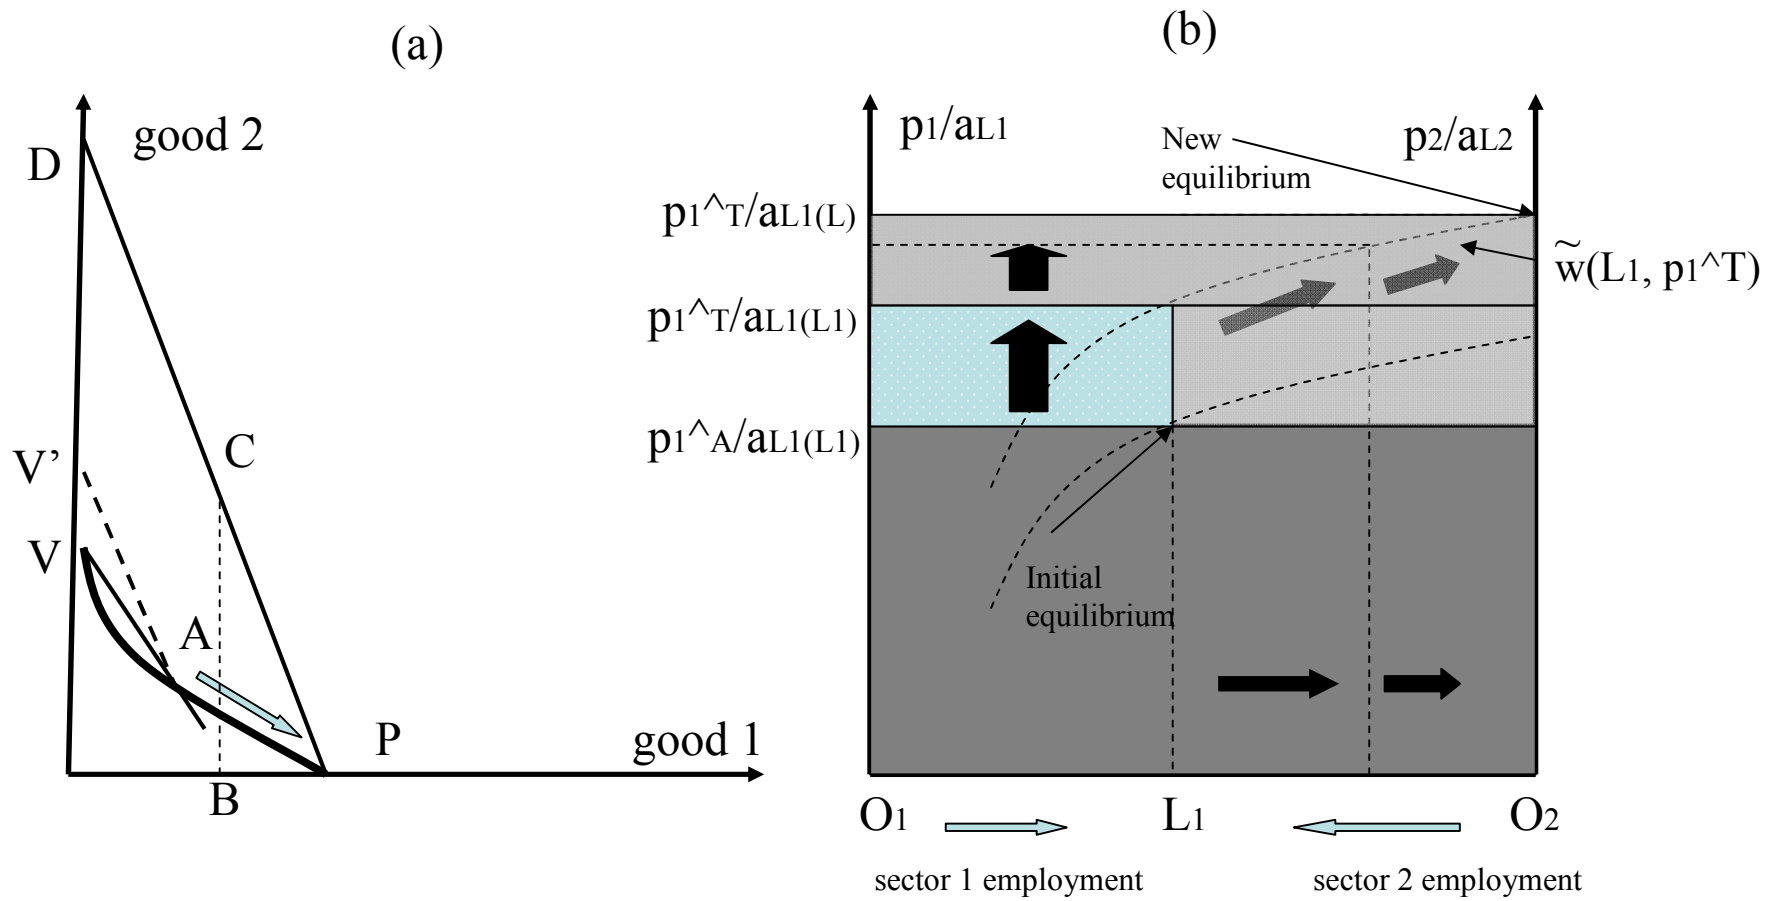 (a)
(b)
good 2
D
C
V’
V
A
P
good 1
B
p1/aL1
New
equilibrium
p2/aL2
p1^T/aL1(L)
w̃(L1, p1^T)
p1^T/aL1(L1)
p1^A/aL1(L1)
Initial
equilibrium
O1
L1
O2
sector 1 employment
sector 2 employment